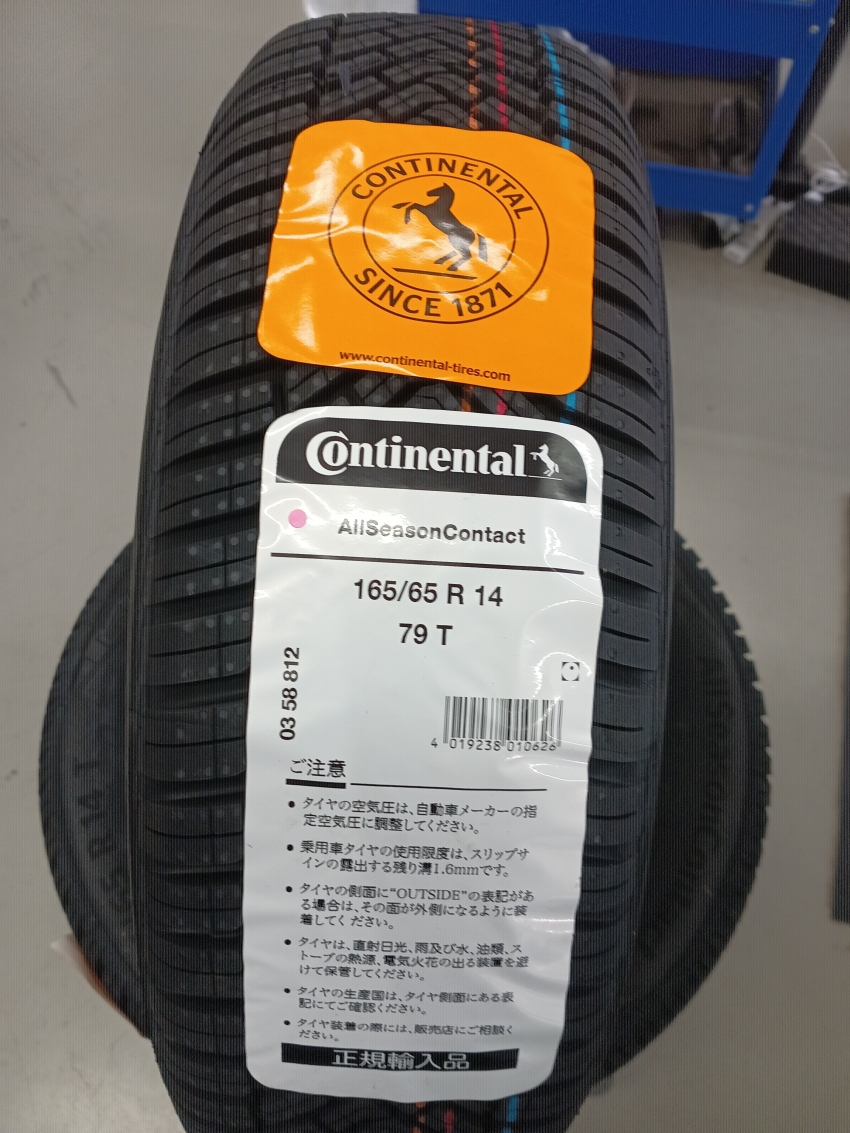 CONTINENTAL
SINCE 1871
www.continental-tires.com
Continental
AllSeasonContact
165/65 R 14
79 T
03 58 812
4 019238 010626
ご注意
● タイヤの空気圧は、自動車メーカーの指
定空気圧に調整してください。
● 乗用車タイヤの使用限度は、スリップサ
インの露出する残り溝1.6mmです。
● タイヤの側面に“OUTSIDE”の表記があ
る場合は、その面が外側になるように装
着してください。
● タイヤは、直射日光、雨及び水、油類、ス
トーブの熱源、電気火花の出る装置を避
けて保管してください。
● タイヤの生産国は、タイヤ側面にある表
記にてご確認ください。
● タイヤ装着の際には、販売店にご相談く
ださい。
正規輸入品